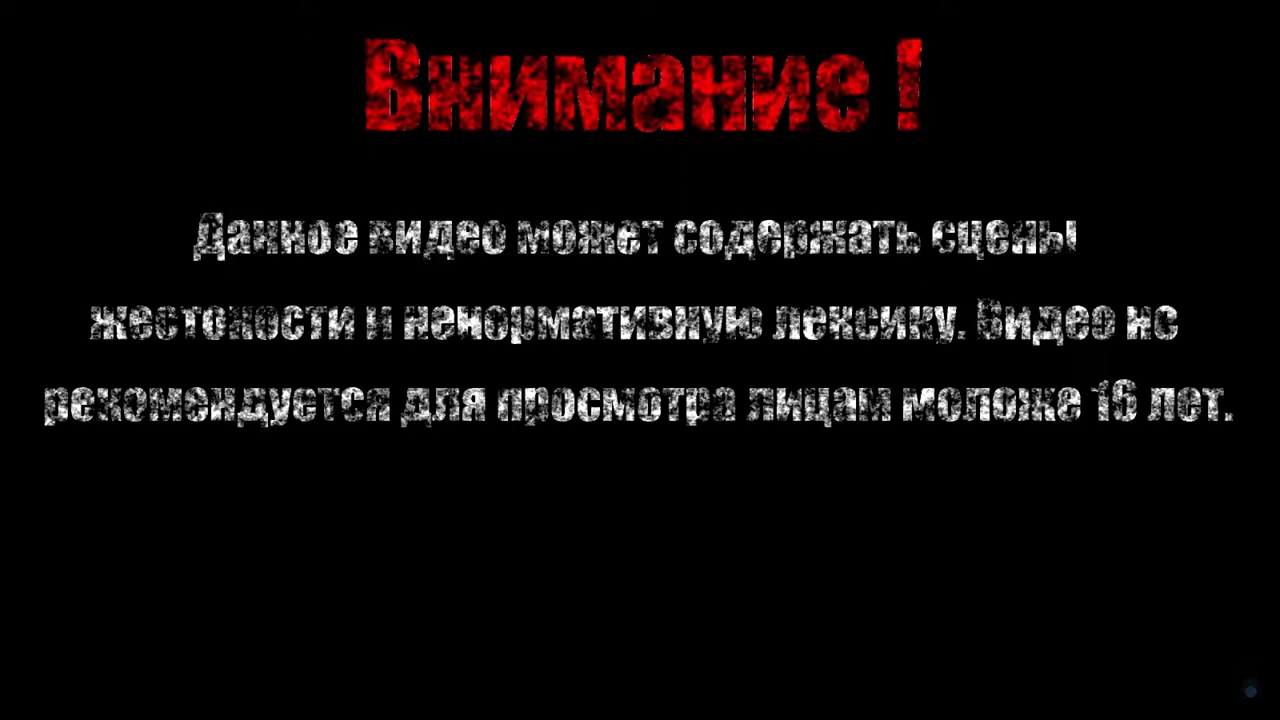 Внимание !
Данное видео может содержать сцены
жестокости и ненормативную лексику. Видео не
рекомендуется для просмотра лицам моложе 16 лет.